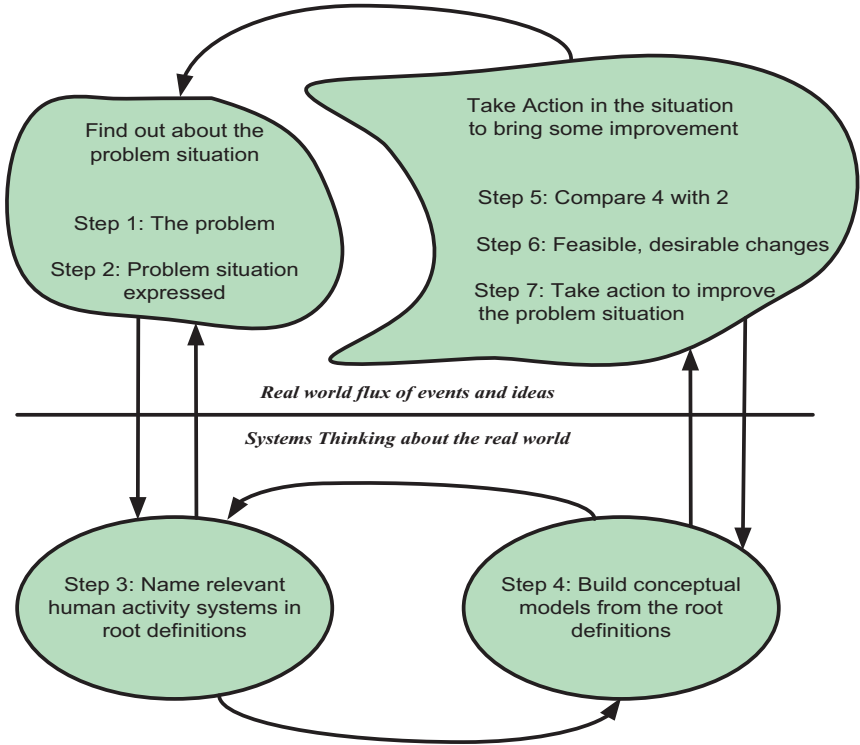 Find out about the
problem situation
Step 1: The problem
Step 2: Problem situation
expressed
Take Action in the situation
to bring some improvement
Step 5: Compare 4 with 2
Step 6: Feasible, desirable changes
Step 7: Take action to improve
the problem situation
Real world flux of events and ideas
Systems Thinking about the real world
Step 3: Name relevant
human activity systems in
root definitions
Step 4: Build conceptual
models from the root
definitions